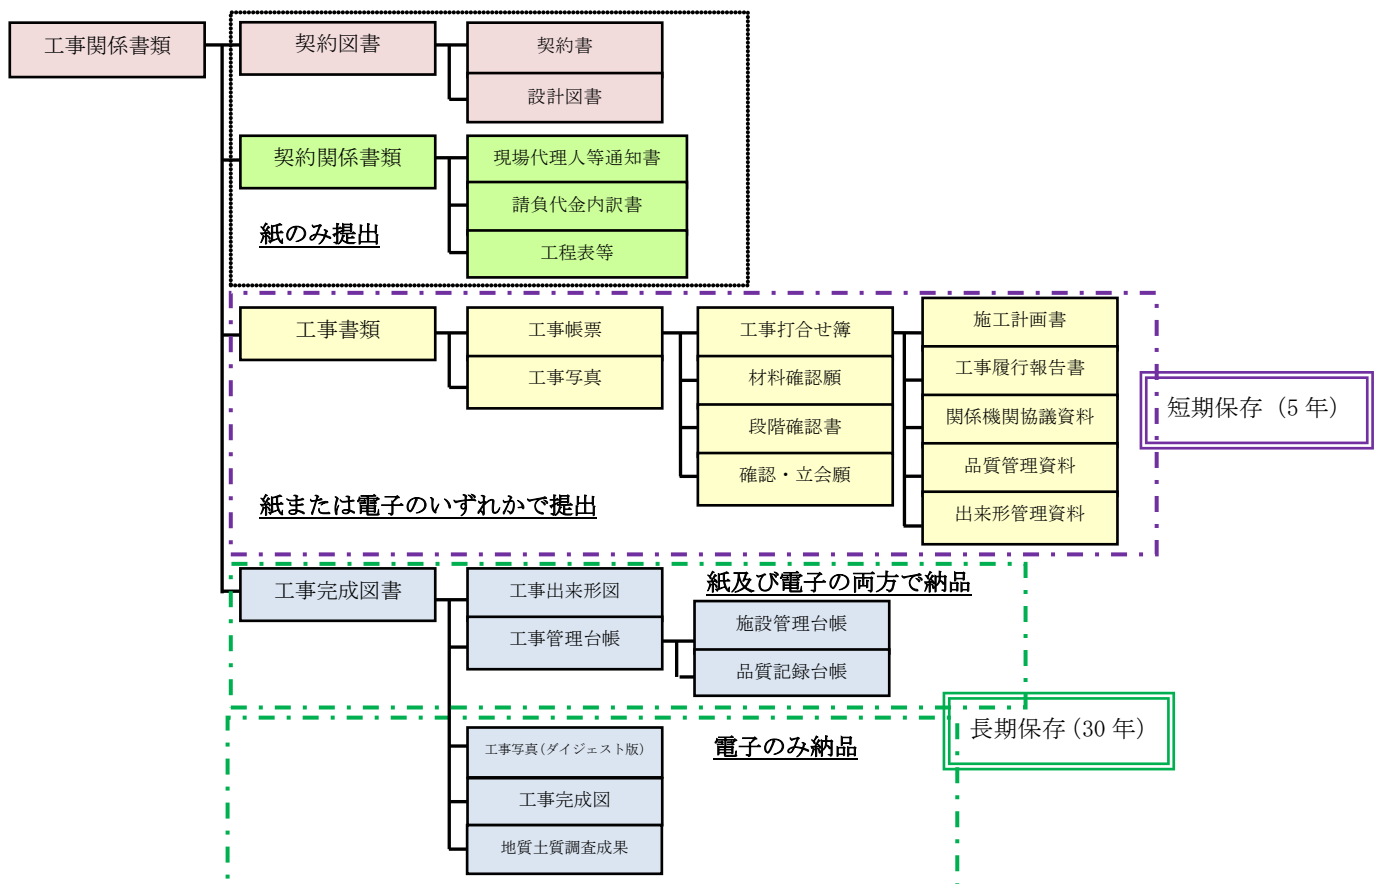 工事関係書類
契約図書
契約書
設計図書
契約関係書類
現場代理人等通知書
請負代金内訳書
工程表等
紙のみ提出
工事書類
工事帳票
工事写真
工事打合せ簿
材料確認願
段階確認書
確認・立会願
施工計画書
工事履行報告書
関係機関協議資料
品質管理資料
出来形管理資料
短期保存（5年）
紙または電子のいずれかで提出
工事完成図書
工事出来形図
工事管理台帳
紙及び電子の両方で納品
施設管理台帳
品質記録台帳
長期保存(30年)
電子のみ納品
工事写真(ダイジェスト版)
工事完成図
地質土質調査成果